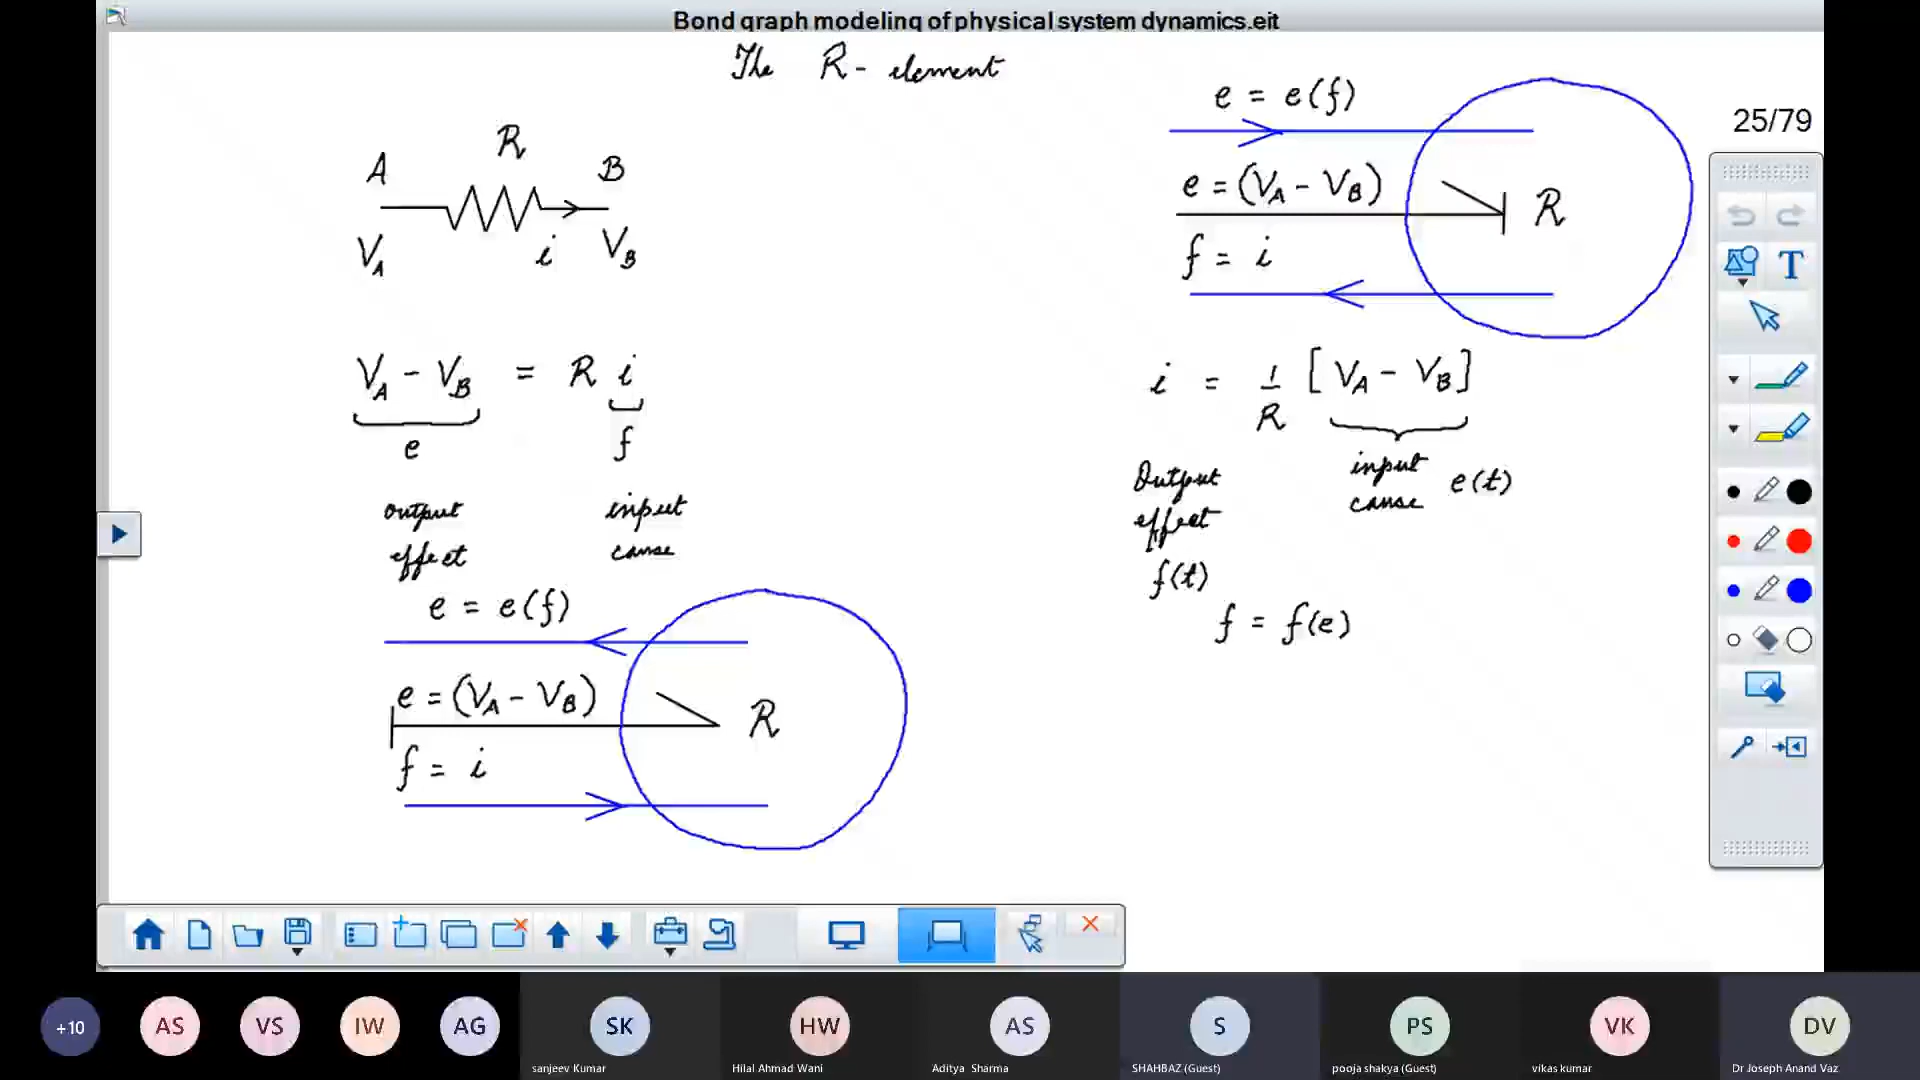 Bond graph modeling of physical system dynamics.eit
The R - element
25/79
A R B
V_A i V_B
V_A - V_B = R i
e f
output input
effect cause
e = e(f)
e = (V_A - V_B)
R
f = i
e = e(f)
e = (V_A - V_B)
R
f = i
i = 1/R [V_A - V_B]
Output input e(t)
effect cause
f(t)
f = f(e)
T
+10 AS VS IW AG SK HW AS S PS VK DV
sanjeev Kumar Hilal Ahmad Wani Aditya Sharma SHAHBAZ (Guest) pooja shakya (Guest) vikas kumar Dr Joseph Anand Vaz